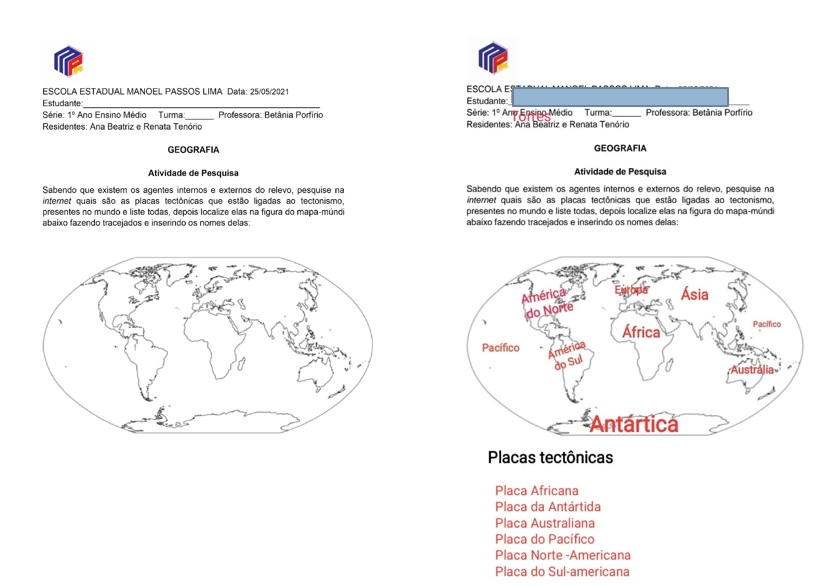 ESCOLA ESTADUAL MANOEL PASSOS LIMA Data: 25/05/2021
Estudante:
Série: 1º Ano Ensino Médio Turma:______ Professora: Betânia Porfírio
Residentes: Ana Beatriz e Renata Tenório
GEOGRAFIA
Atividade de Pesquisa
Sabendo que existem os agentes internos e externos do relevo, pesquise na
internet quais são as placas tectônicas que estão ligadas ao tectonismo,
presentes no mundo e liste todas, depois localize elas na figura do mapa-múndi
abaixo fazendo tracejados e inserindo os nomes delas:
ESCOLA
Estudante:
Série: 1º Ano Ensino Médio Turma:______ Professora: Betânia Porfírio
Torres
Residentes: Ana Beatriz e Renata Tenório
GEOGRAFIA
Atividade de Pesquisa
Sabendo que existem os agentes internos e externos do relevo, pesquise na
internet quais são as placas tectônicas que estão ligadas ao tectonismo,
presentes no mundo e liste todas, depois localize elas na figura do mapa-múndi
abaixo fazendo tracejados e inserindo os nomes delas:
América
do Norte
Europa
Ásia
África
Pacífico
Pacífico
América
do Sul
Austrália
Antártica
Placas tectônicas
Placa Africana
Placa da Antártida
Placa Australiana
Placa do Pacífico
Placa Norte -Americana
Placa do Sul-americana